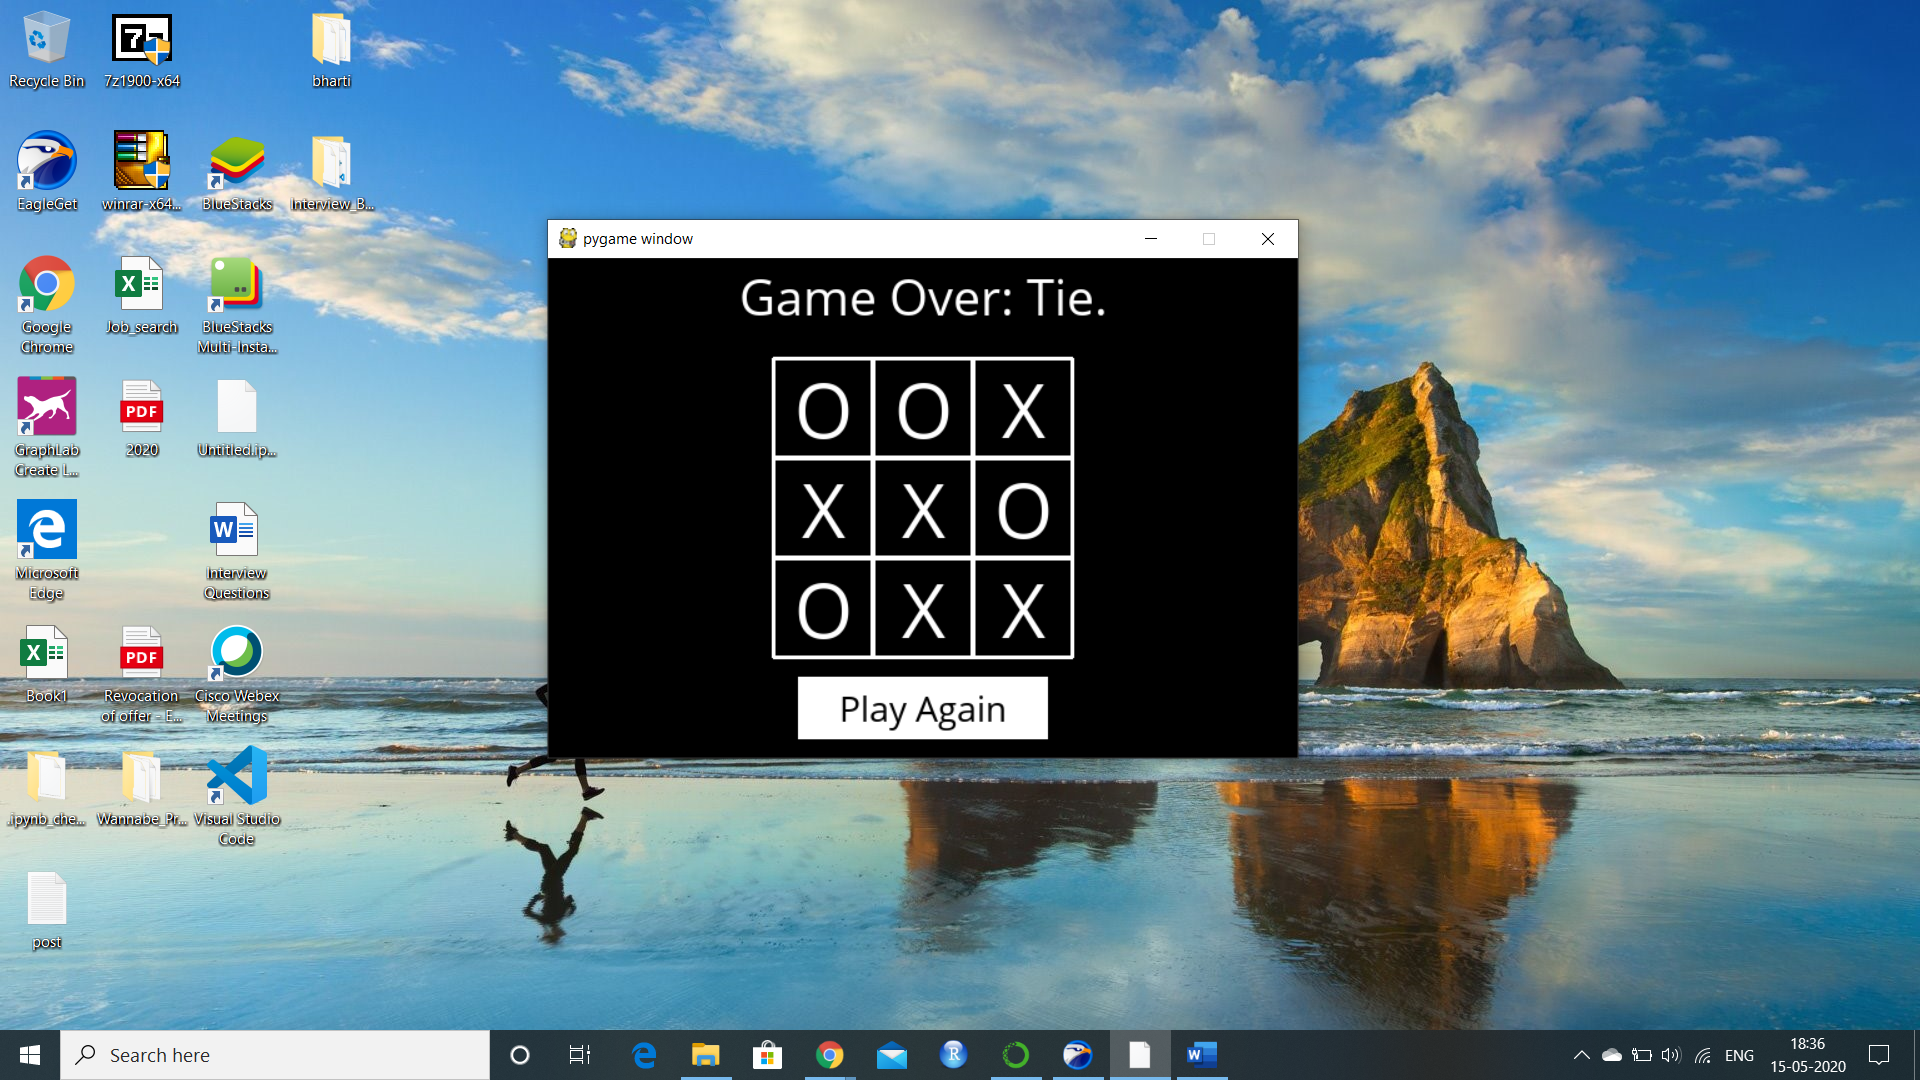 Recycle Bin
7z1900-x64
bharti
EagleGet
winrar-x64...
BlueStacks
Interview_B...
Google
Chrome
Job_search
BlueStacks
Multi-Insta...
GraphLab
Create L...
PDF
2020
Untitled.ip...
Microsoft
Edge
Interview
Questions
Book1
PDF
Revocation
of offer - E...
Cisco Webex
Meetings
.ipynb_che...
Wannabe_Pr...
Visual Studio
Code
post
pygame window
Game Over: Tie.
O O X
X X O
O X X
Play Again
Search here
ENG
18:36
15-05-2020